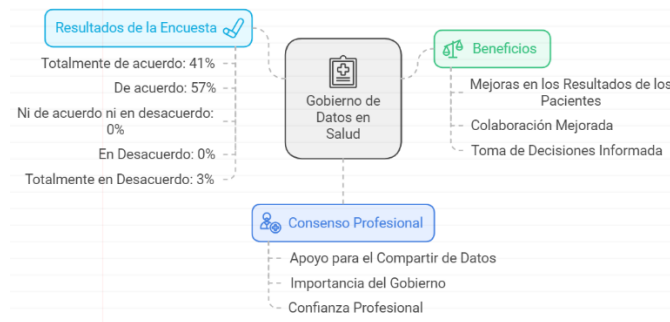 Resultados de la Encuesta
Totalmente de acuerdo: 41%
De acuerdo: 57%
Ni de acuerdo ni en desacuerdo:
0%
En Desacuerdo: 0%
Totalmente en Desacuerdo: 3%
Gobierno de
Datos en
Salud
Beneficios
Mejoras en los Resultados de los
Pacientes
Colaboración Mejorada
Toma de Decisiones Informada
Consenso Profesional
Apoyo para el Compartir de Datos
Importancia del Gobierno
Confianza Profesional